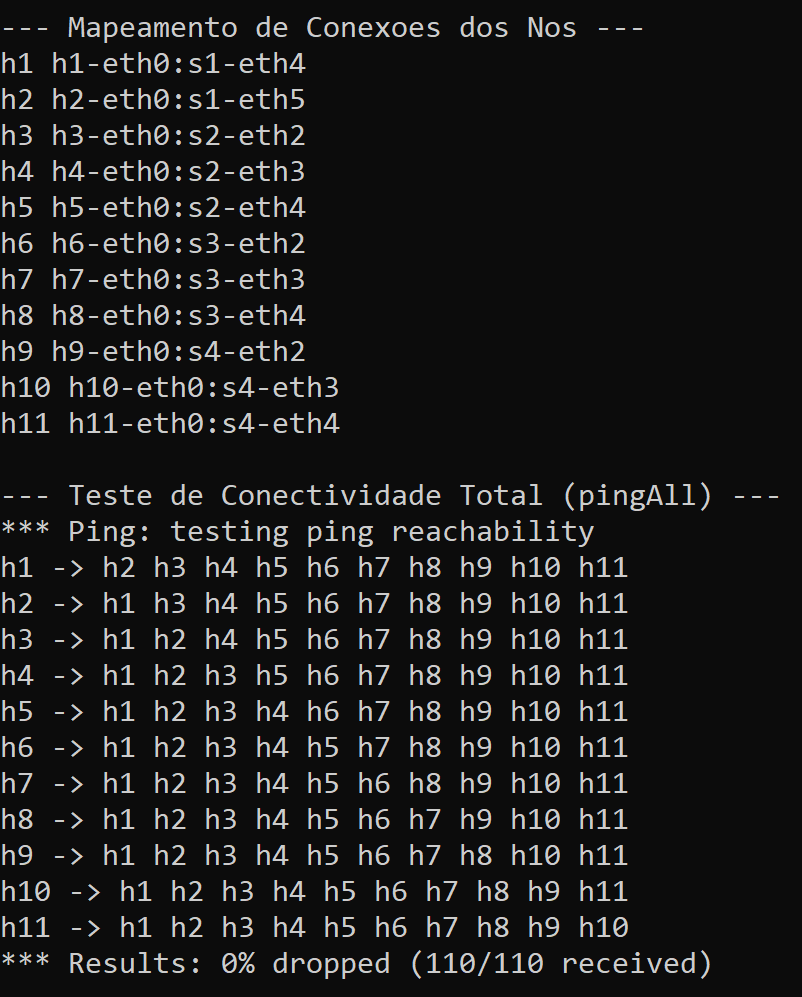 --- Mapeamento de Conexoes dos Nos ---
h1 h1-eth0:s1-eth4
h2 h2-eth0:s1-eth5
h3 h3-eth0:s2-eth2
h4 h4-eth0:s2-eth3
h5 h5-eth0:s2-eth4
h6 h6-eth0:s3-eth2
h7 h7-eth0:s3-eth3
h8 h8-eth0:s3-eth4
h9 h9-eth0:s4-eth2
h10 h10-eth0:s4-eth3
h11 h11-eth0:s4-eth4

--- Teste de Conectividade Total (pingAll) ---
*** Ping: testing ping reachability
h1 -> h2 h3 h4 h5 h6 h7 h8 h9 h10 h11
h2 -> h1 h3 h4 h5 h6 h7 h8 h9 h10 h11
h3 -> h1 h2 h4 h5 h6 h7 h8 h9 h10 h11
h4 -> h1 h2 h3 h5 h6 h7 h8 h9 h10 h11
h5 -> h1 h2 h3 h4 h6 h7 h8 h9 h10 h11
h6 -> h1 h2 h3 h4 h5 h7 h8 h9 h10 h11
h7 -> h1 h2 h3 h4 h5 h6 h8 h9 h10 h11
h8 -> h1 h2 h3 h4 h5 h6 h7 h9 h10 h11
h9 -> h1 h2 h3 h4 h5 h6 h7 h8 h10 h11
h10 -> h1 h2 h3 h4 h5 h6 h7 h8 h9 h11
h11 -> h1 h2 h3 h4 h5 h6 h7 h8 h9 h10
*** Results: 0% dropped (110/110 received)